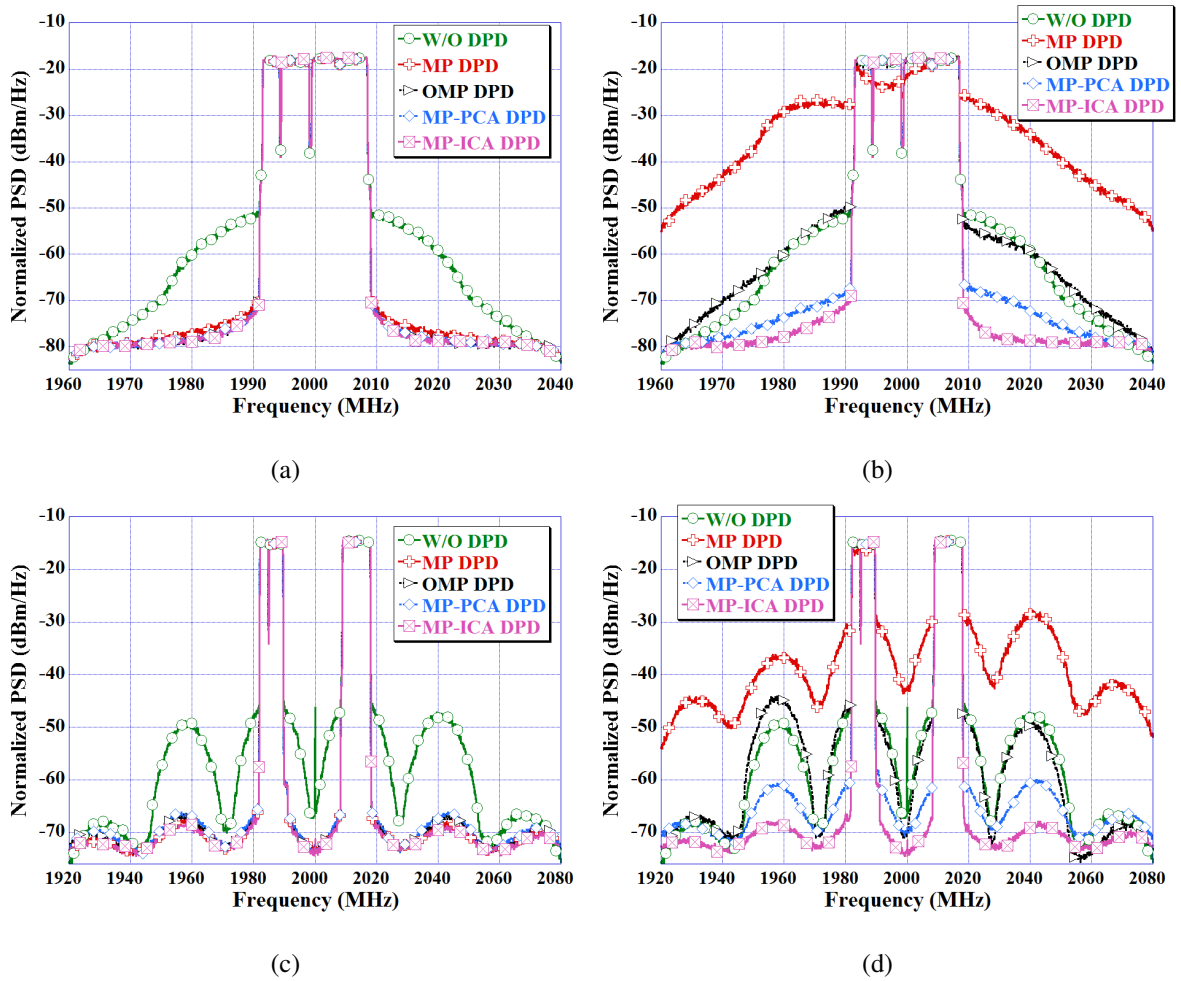 -10
-20
-30
-40
-50
-60
-70
-80
Normalized PSD (dBm/Hz)
W/O DPD
MP DPD
OMP DPD
MP-PCA DPD
MP-ICA DPD
1960 1970 1980 1990 2000 2010 2020 2030 2040
Frequency (MHz)
(a)
-10
-20
-30
-40
-50
-60
-70
-80
Normalized PSD (dBm/Hz)
W/O DPD
MP DPD
OMP DPD
MP-PCA DPD
MP-ICA DPD
1960 1970 1980 1990 2000 2010 2020 2030 2040
Frequency (MHz)
(b)
-10
-20
-30
-40
-50
-60
-70
Normalized PSD (dBm/Hz)
W/O DPD
MP DPD
OMP DPD
MP-PCA DPD
MP-ICA DPD
1920 1940 1960 1980 2000 2020 2040 2060 2080
Frequency (MHz)
(c)
-10
-20
-30
-40
-50
-60
-70
Normalized PSD (dBm/Hz)
W/O DPD
MP DPD
OMP DPD
MP-PCA DPD
MP-ICA DPD
1920 1940 1960 1980 2000 2020 2040 2060 2080
Frequency (MHz)
(d)